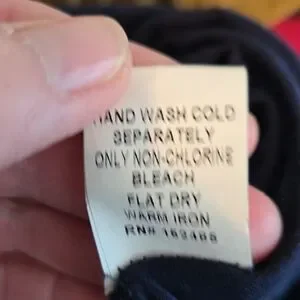 HAND WASH COLD
SEPARATELY
ONLY NON-CHLORINE
BLEACH
FLAT DRY
WARM IRON
RN#